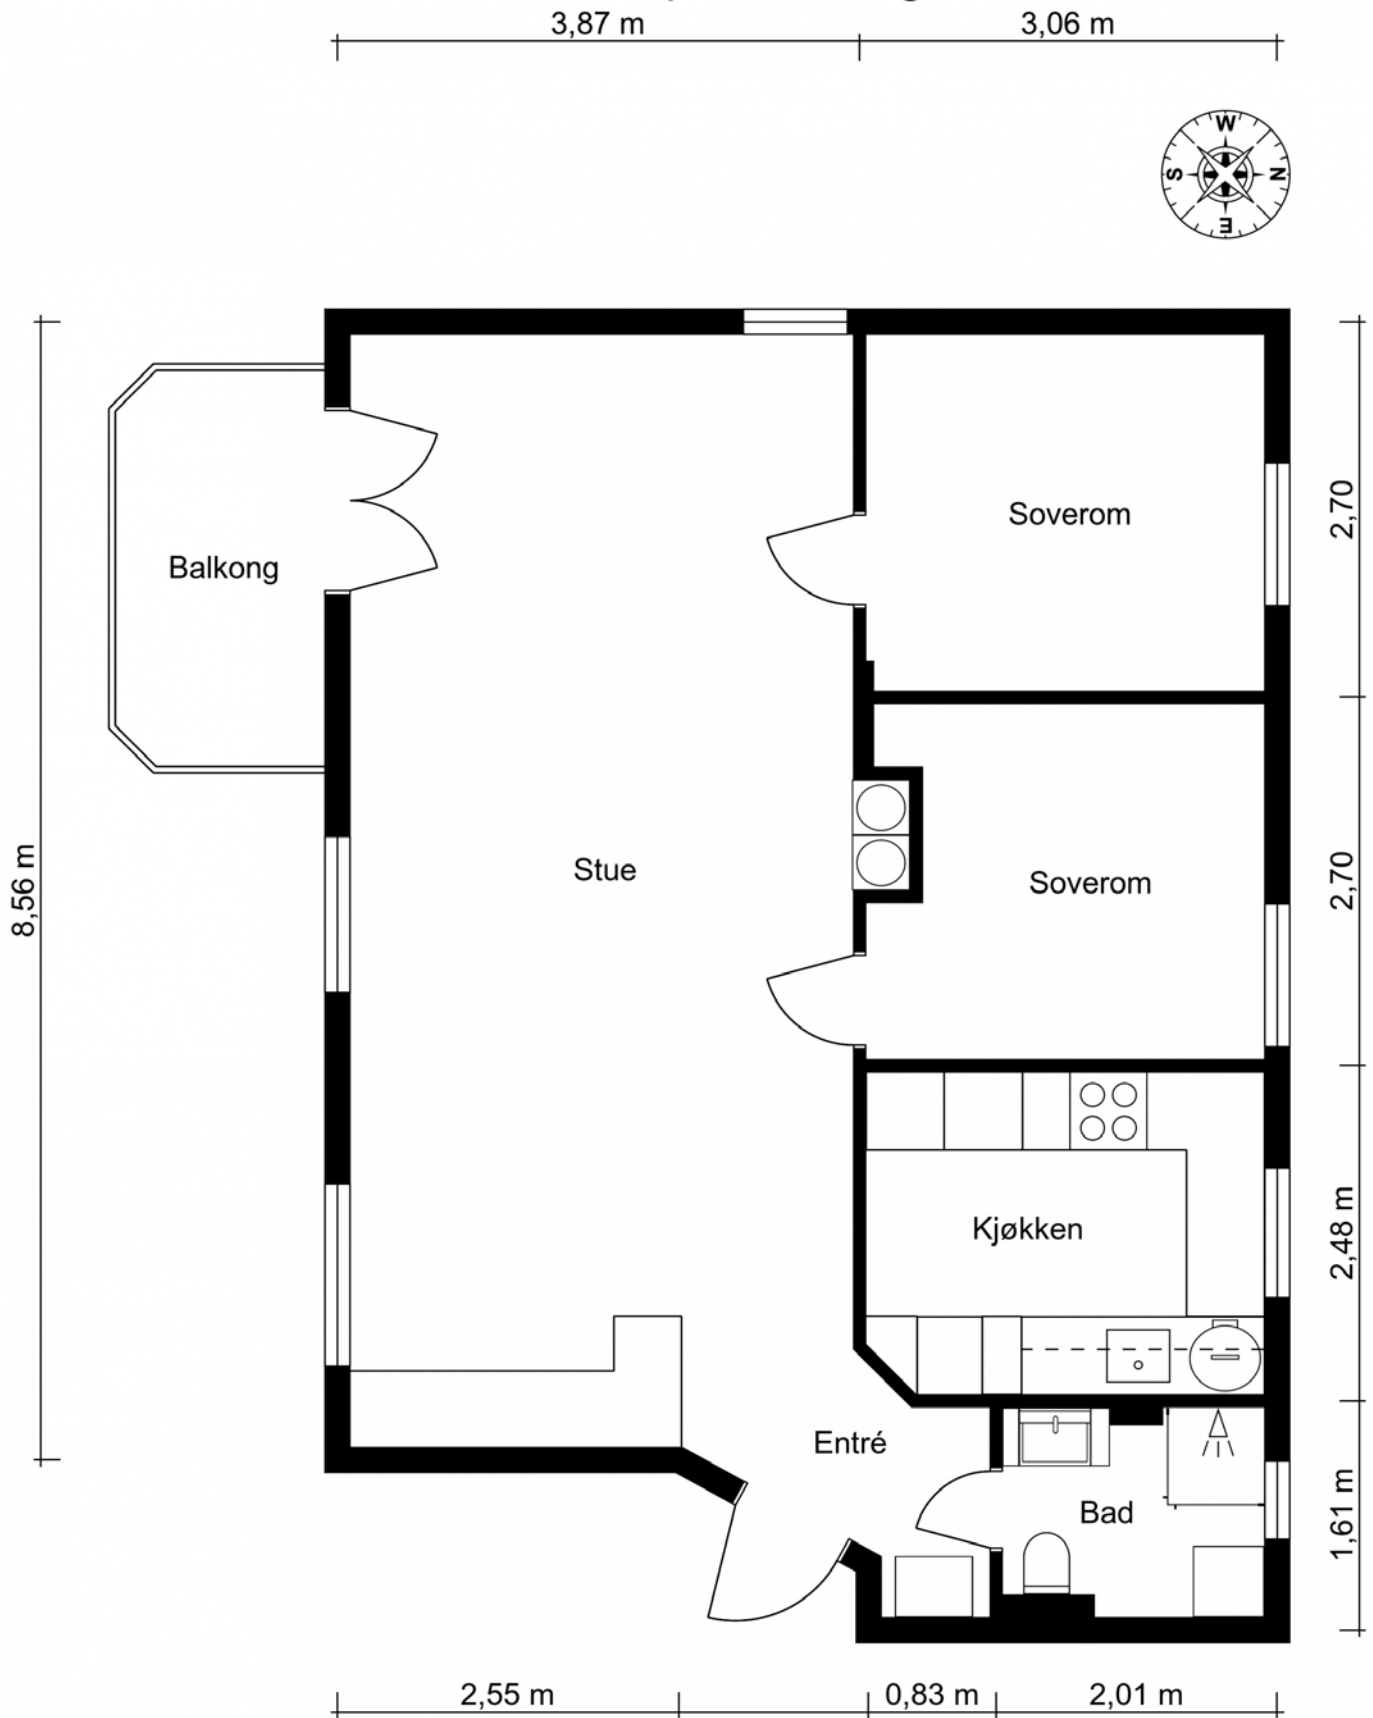 3,87 m
3,06 m
W
S
N
E
Soverom
2,70
Balkong
Stue
Soverom
2,70
8,56 m
Kjøkken
2,48 m
Entré
Bad
1,61 m
2,55 m
0,83 m
2,01 m